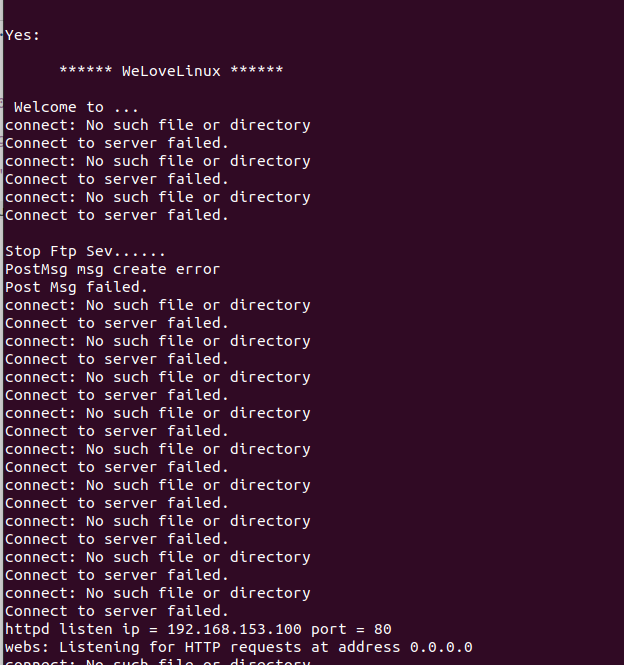 Yes:
****** WeLoveLinux ******
Welcome to ...
connect: No such file or directory
Connect to server failed.
connect: No such file or directory
Connect to server failed.
connect: No such file or directory
Connect to server failed.
Stop Ftp Sev......
PostMsg msg create error
Post Msg failed.
connect: No such file or directory
Connect to server failed.
connect: No such file or directory
Connect to server failed.
connect: No such file or directory
Connect to server failed.
connect: No such file or directory
Connect to server failed.
connect: No such file or directory
Connect to server failed.
connect: No such file or directory
Connect to server failed.
connect: No such file or directory
Connect to server failed.
connect: No such file or directory
Connect to server failed.
connect: No such file or directory
Connect to server failed.
httpd listen ip = 192.168.153.100 port = 80
webs: Listening for HTTP requests at address 0.0.0.0
connect: No such file or directory